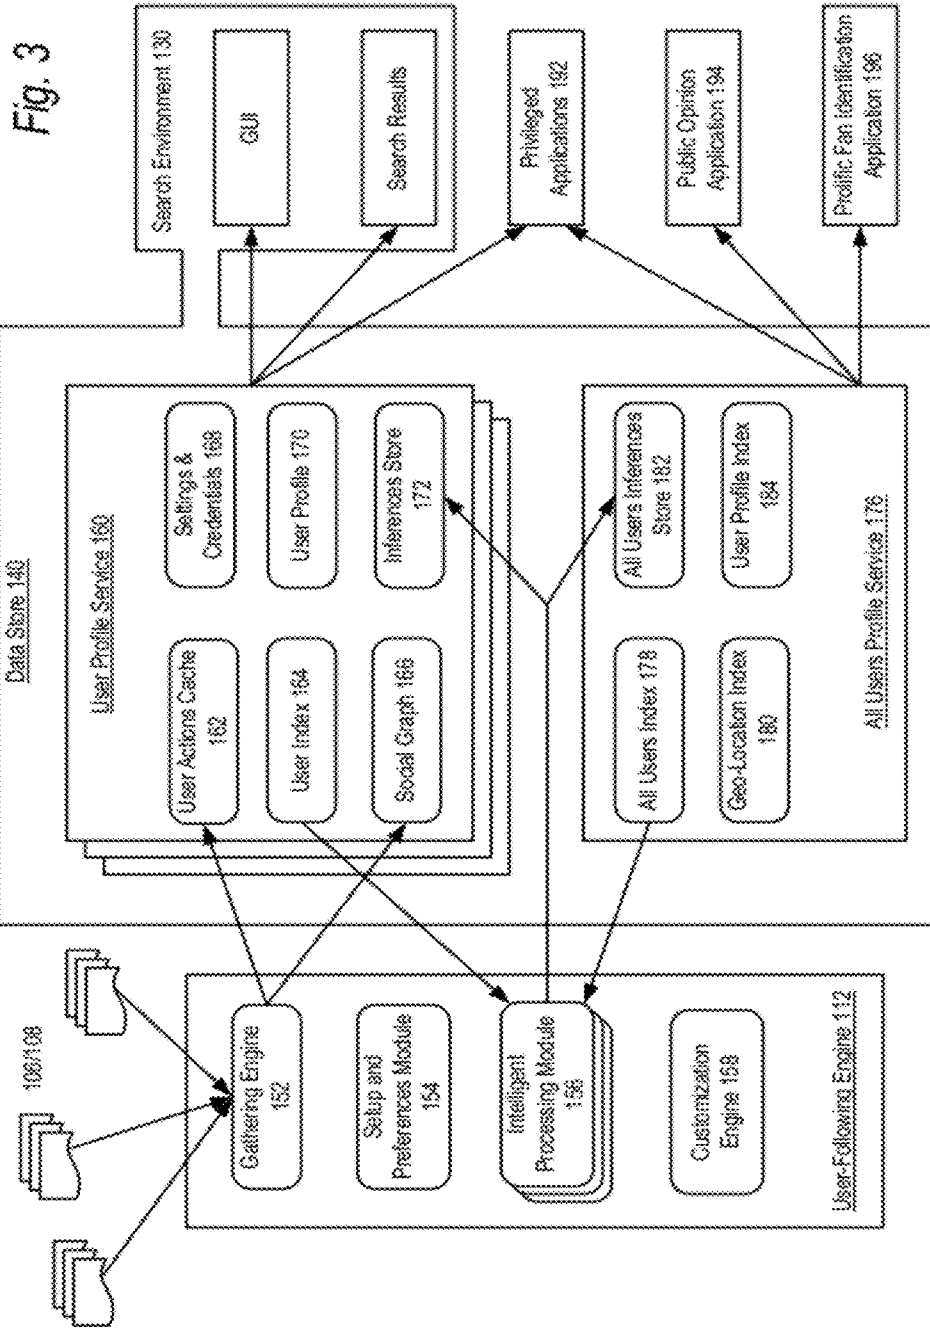 Fig. 3
106/108
Gathering Engine
152
Setup and
Preferences Module
154
Intelligent
Processing Module
156
Customization
Engine 158
User-Following Engine 112
Data Store 140
User Profile Service 160
User Actions Cache
162
User Index 164
Social Graph 166
Settings &
Credentials 168
User Profile 170
Inferences Store
172
All Users Index 178
Geo-Location Index
180
All Users Inferences
Store 182
User Profile Index
184
All Users Profile Service 176
Search Environment 130
GUI
Search Results
Privileged
Applications 192
Public Opinion
Application 194
Prolific Fan Identification
Application 196